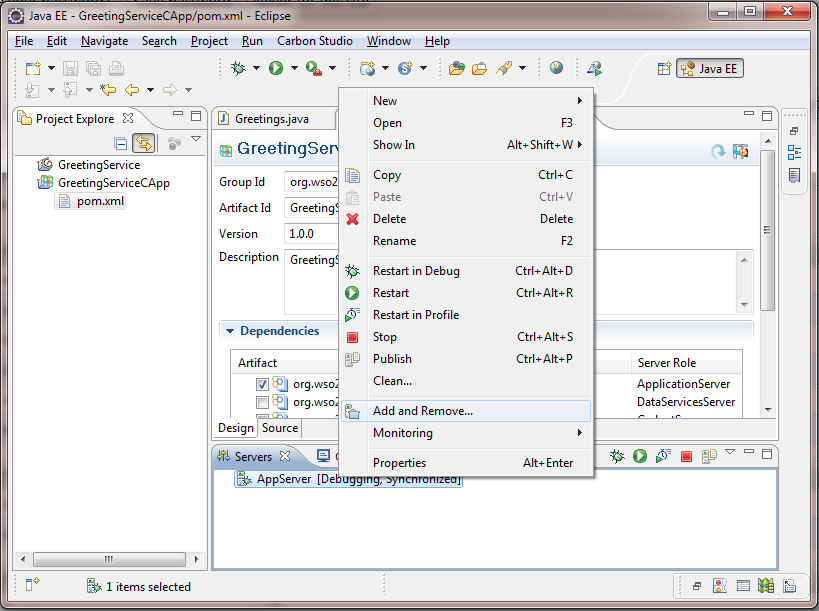 Java EE - GreetingServiceCApp/pom.xml - Eclipse
File Edit Navigate Search Project Run Carbon Studio Window Help
Java EE
Project Explore
GreetingService
GreetingServiceCApp
pom.xml
Greetings.java
GreetingServ
Group Id org.wso2
Artifact Id Greeting
Version 1.0.0
Description Greeting
Dependencies
Artifact Server Role
org.wso2 ApplicationServer
org.wso2 DataServicesServer
Design Source
New
Open F3
Show In Alt+Shift+W
Copy Ctrl+C
Paste Ctrl+V
Delete Delete
Rename F2
Restart in Debug Ctrl+Alt+D
Restart Ctrl+Alt+R
Restart in Profile
Stop Ctrl+Alt+S
Publish Ctrl+Alt+P
Clean...
Add and Remove...
Monitoring
Properties Alt+Enter
Servers
AppServer [Debugging, Synchronized]
1 items selected